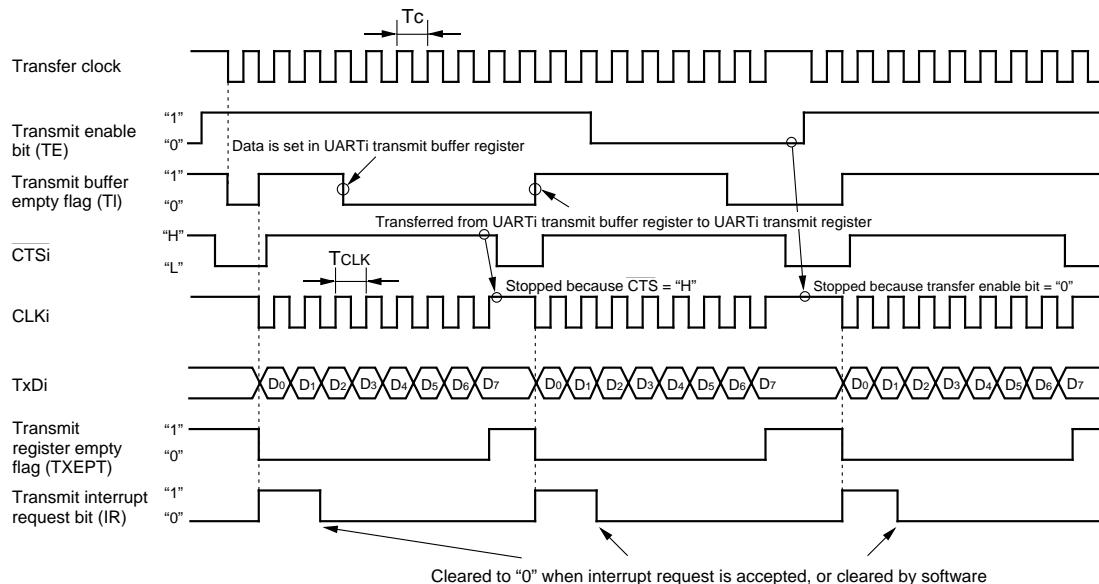 Tc
Transfer clock
Transmit enable
bit (TE)
“1”
“0”
Data is set in UARTi transmit buffer register
Transmit buffer
empty flag (TI)
“1”
“0”
Transferred from UARTi transmit buffer register to UARTi transmit register
CTSi
“H”
“L”
TCLK
Stopped because CTS = “H”
Stopped because transfer enable bit = “0”
CLKi
TxDi
D0 D1 D2 D3 D4 D5 D6 D7 D0 D1 D2 D3 D4 D5 D6 D7 D0 D1 D2 D3 D4 D5 D6 D7
Transmit
register empty
flag (TXEPT)
“1”
“0”
Transmit interrupt
request bit (IR)
“1”
“0”
Cleared to “0” when interrupt request is accepted, or cleared by software